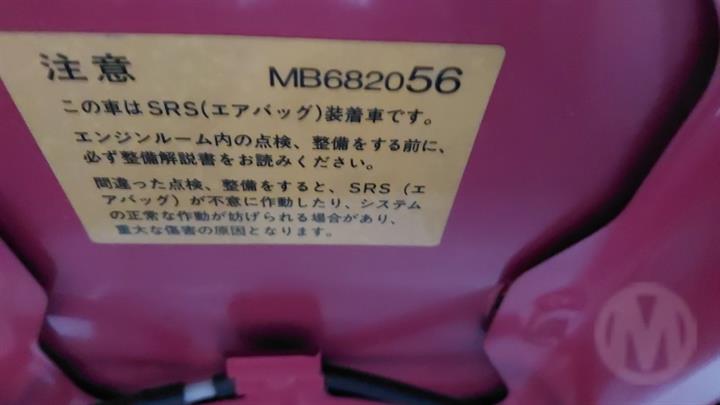 注意 MB682056
この車はSRS(エアバッグ)装着車です。
エンジンルーム内の点検、整備をする前に、
必ず整備解説書をお読みください。
間違った点検、整備をすると、SRS(エ
アバッグ)が不意に作動したり、システム
の正常な作動が妨げられる場合があり、
重大な傷害の原因となります。
M